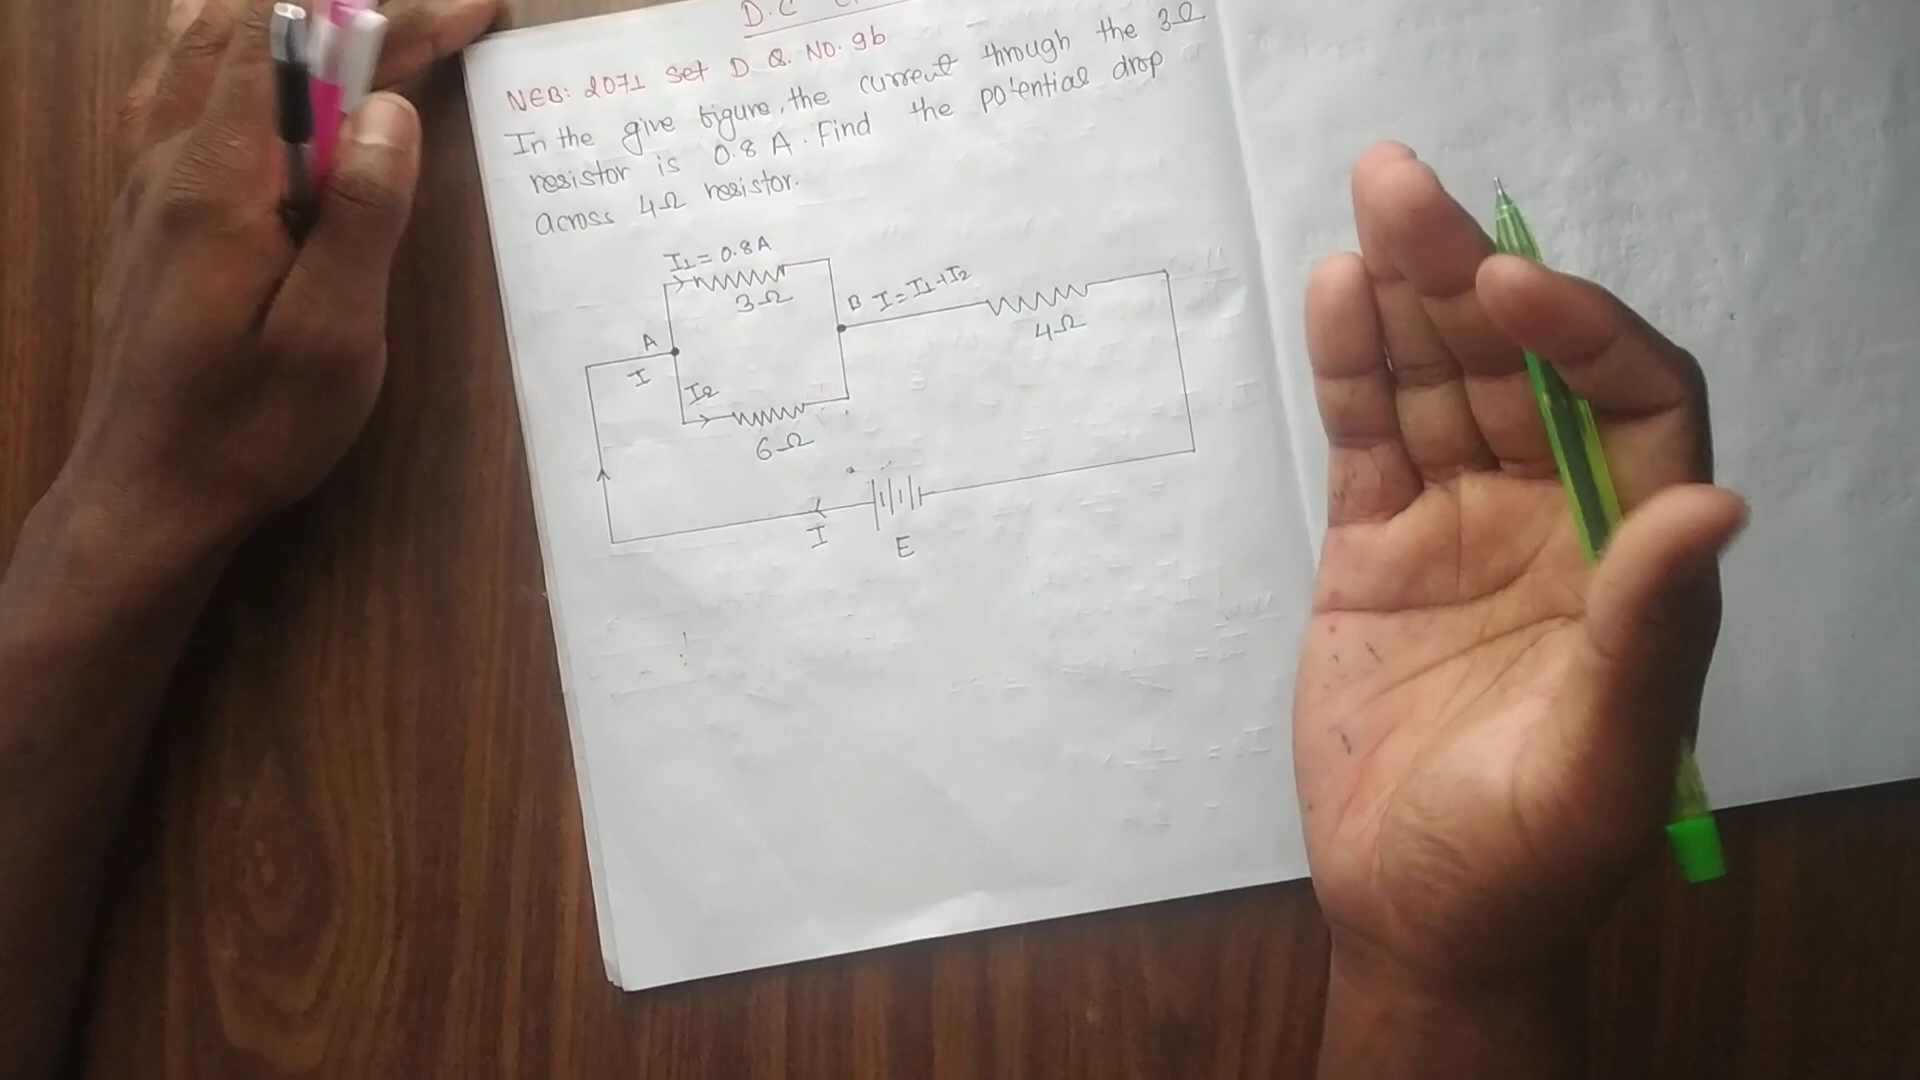 D.C
NEB: 2071 Set D Q. NO. 9b
In the give figure, the current through the 3Ω
resistor is 0.8 A. Find the potential drop
across 4Ω resistor.
I1 = 0.8A
3Ω
B I = I1+I2
4Ω
A
I
I2
6Ω
I
E